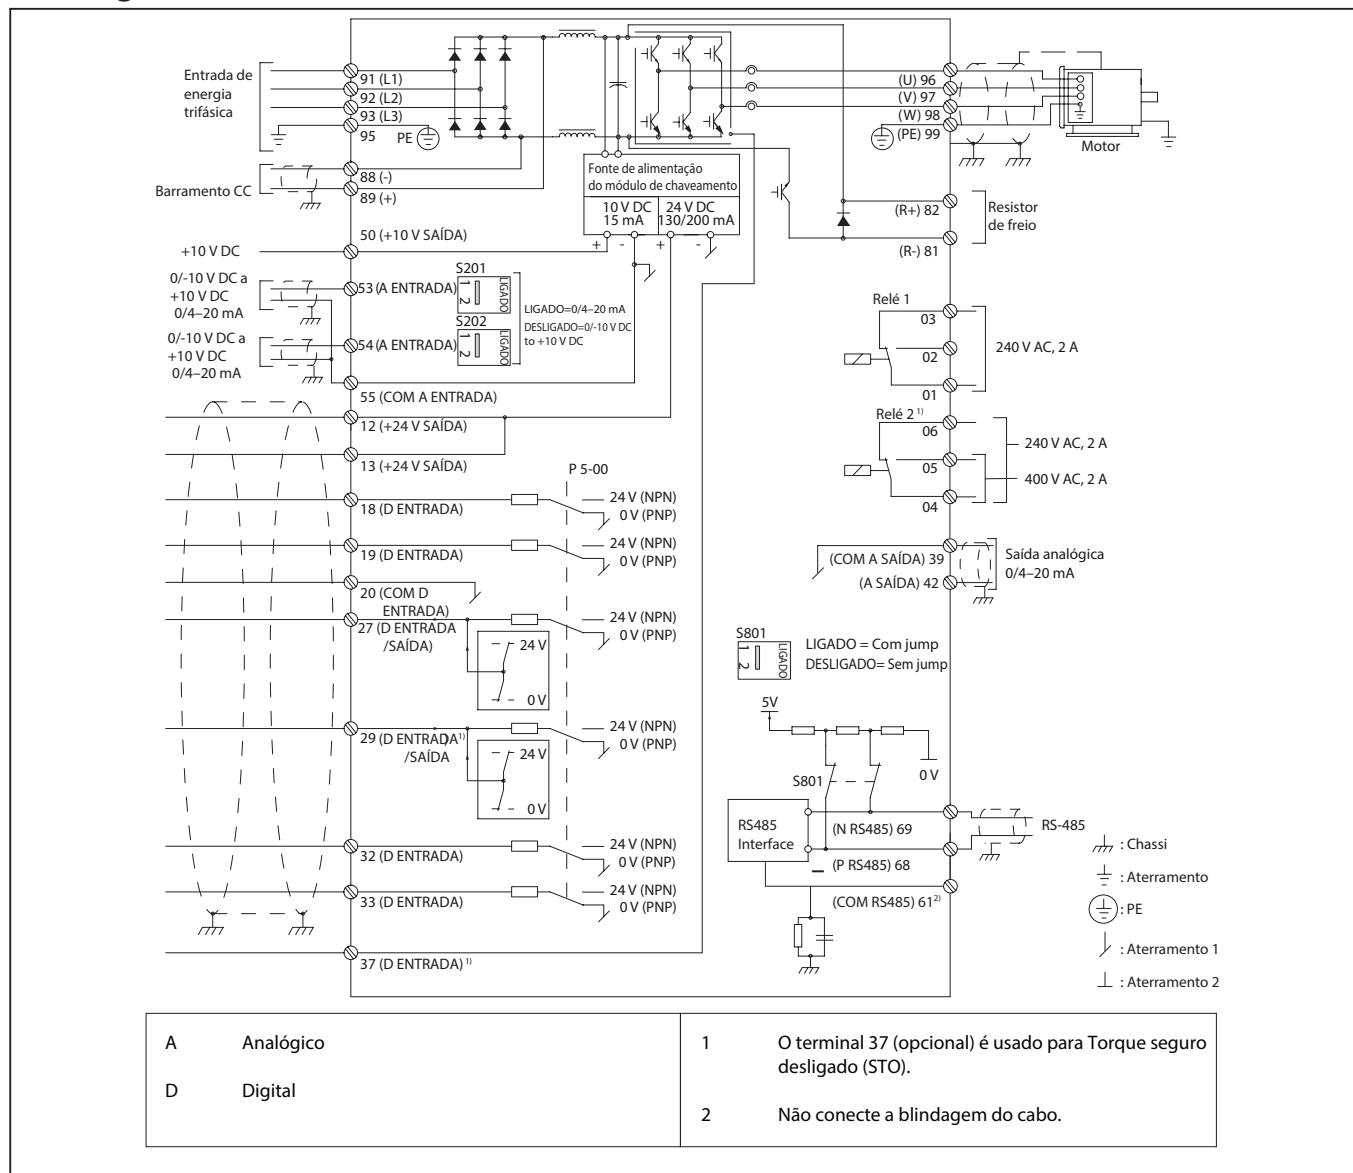 Entrada de
energia
trifásica
91 (L1)
92 (L2)
93 (L3)
95
PE
Barramento CC
88 (-)
89 (+)
50 (+10 V SAÍDA)
+10 V DC
0/-10 V DC a
+10 V DC
0/4–20 mA
53 (A ENTRADA)
0/-10 V DC a
+10 V DC
0/4–20 mA
54 (A ENTRADA)
55 (COM A ENTRADA)
12 (+24 V SAÍDA)
13 (+24 V SAÍDA)
18 (D ENTRADA)
19 (D ENTRADA)
20 (COM D
ENTRADA)
27 (D ENTRADA
/SAÍDA)
24 V
0 V
29 (D ENTRADA¹⁾
/SAÍDA
24 V
0 V
32 (D ENTRADA)
33 (D ENTRADA)
37 (D ENTRADA) ¹⁾
S201
1
2
LIGADO
S202
1
2
LIGADO
LIGADO=0/4–20 mA
DESLIGADO=0/-10 V DC
to +10 V DC
P 5-00
24 V (NPN)
0 V (PNP)
24 V (NPN)
0 V (PNP)
24 V (NPN)
0 V (PNP)
24 V (NPN)
0 V (PNP)
24 V (NPN)
0 V (PNP)
24 V (NPN)
0 V (PNP)
Fonte de alimentação
do módulo de chaveamento
10 V DC
15 mA
24 V DC
130/200 mA
+
-
+
-
(U) 96
(V) 97
(W) 98
(PE) 99
Motor
(R+) 82
Resistor
de freio
(R-) 81
Relé 1
03
02
01
240 V AC, 2 A
Relé 2 ¹⁾
06
05
04
240 V AC, 2 A
400 V AC, 2 A
(COM A SAÍDA) 39
(A SAÍDA) 42
Saída analógica
0/4–20 mA
S801
1
2
LIGADO
LIGADO = Com jump
DESLIGADO= Sem jump
5V
0 V
S801
RS485
Interface
(N RS485) 69
(P RS485) 68
(COM RS485) 61²⁾
RS-485
: Chassi
: Aterramento
: PE
: Aterramento 1
: Aterramento 2
A Analógico
D Digital
1 O terminal 37 (opcional) é usado para Torque seguro
desligado (STO).
2 Não conecte a blindagem do cabo.